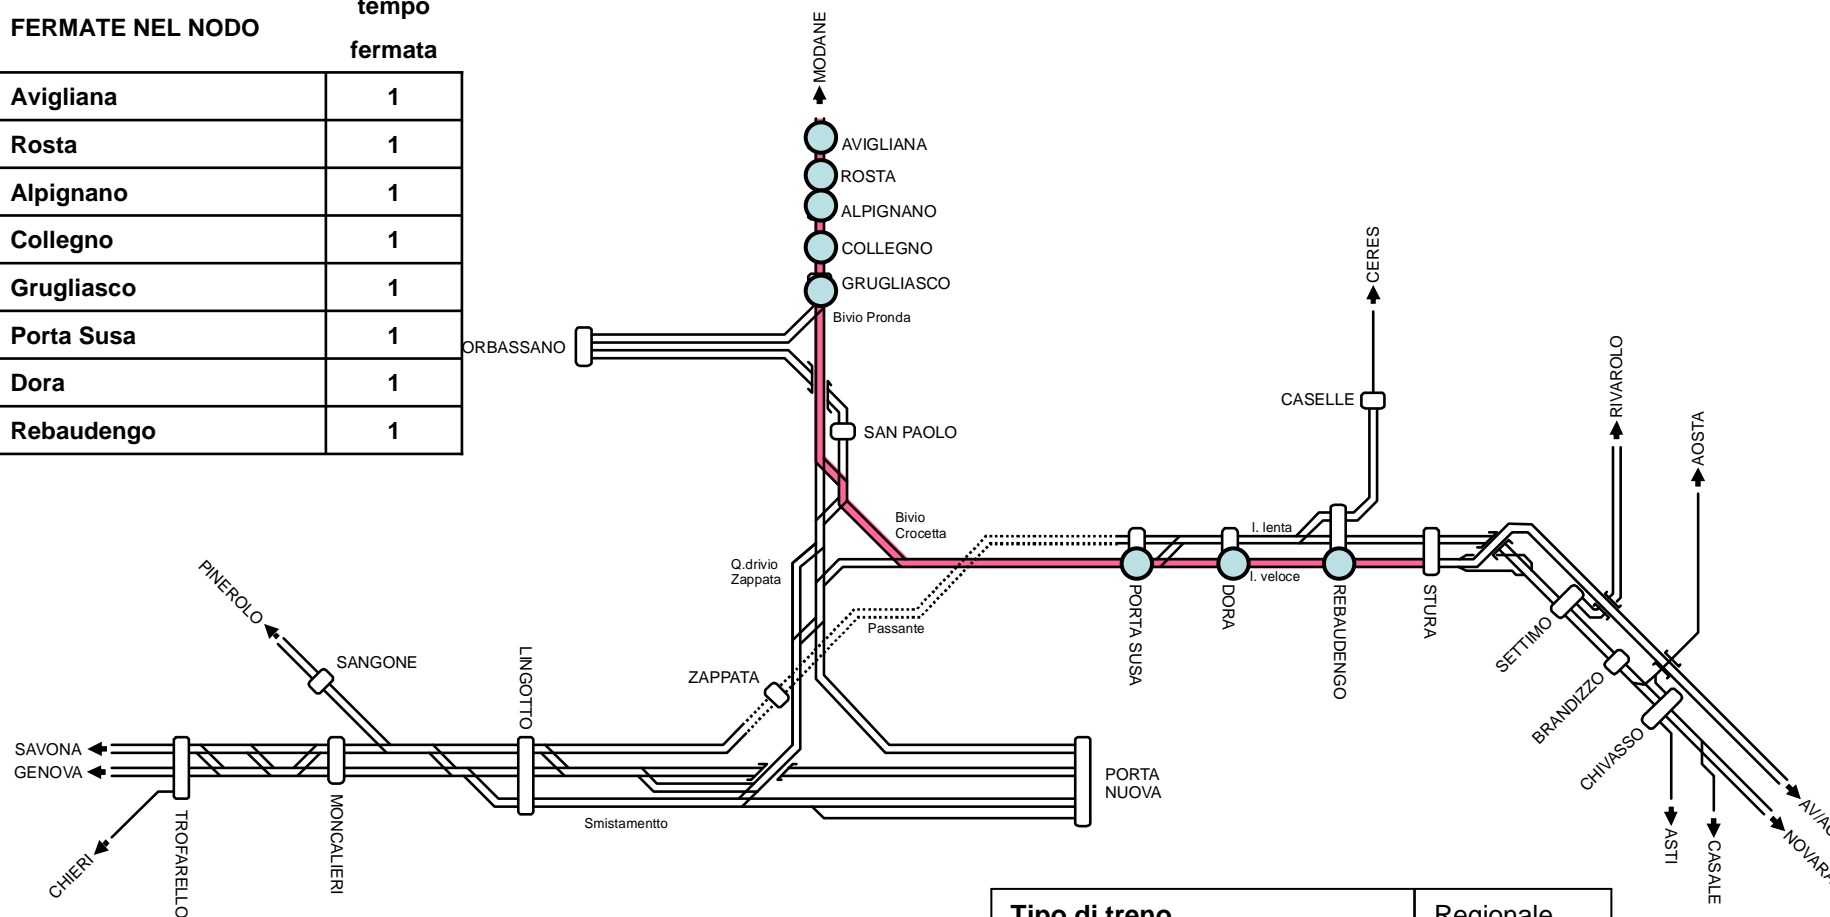 tempo
FERMATE NEL NODO
fermata
Avigliana 1
Rosta 1
Alpignano 1
Collegno 1
Grugliasco 1
Porta Susa 1
Dora 1
Rebaudengo 1
MODANE
AVIGLIANA
ROSTA
ALPIGNANO
COLLEGNO
GRUGLIASCO
Bivio Pronda
ORBASSANO
SAN PAOLO
CERES
CASELLE
RIVAROLO
AOSTA
Bivio
Crocetta
l. lenta
l. veloce
Q.drivio
Zappata
Passante
PORTA SUSA
DORA
REBAUDENGO
STURA
SETTIMO
BRANDIZZO
CHIVASSO
PINEROLO
SANGONE
LINGOTTO
ZAPPATA
SAVONA
GENOVA
CHIERI
TROFARELLO
MONCALIERI
Smistamentto
PORTA
NUOVA
ASTI
CASALE
NOVARA
Tipo di treno Regionale